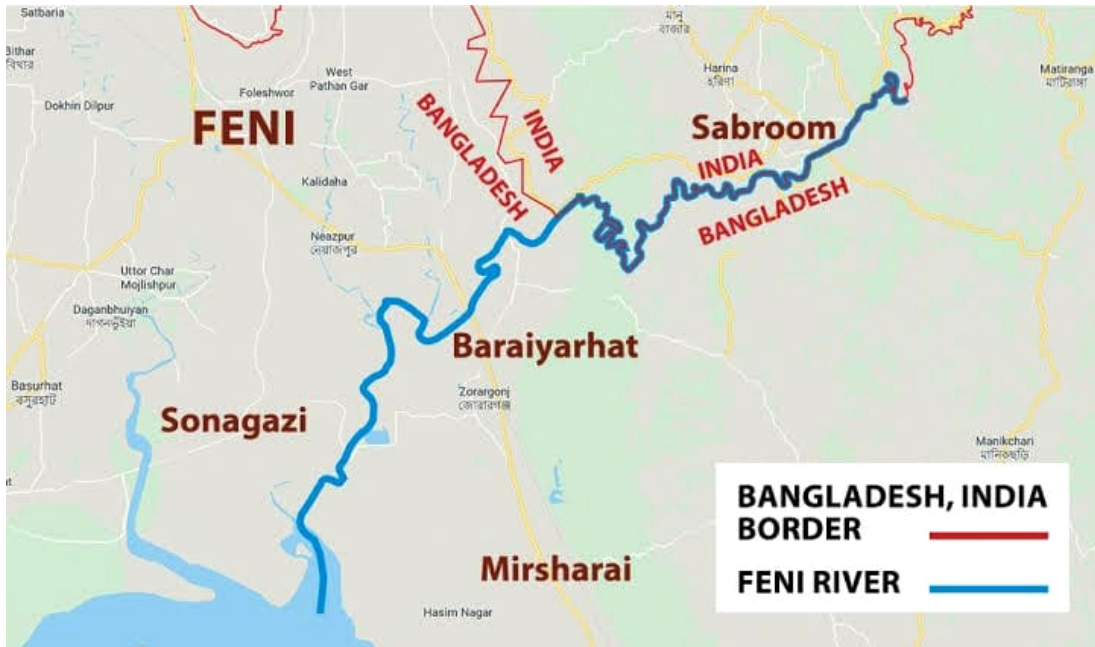 Satbaria
Bithar
বিথার
Dokhin Dilpur
Foleshwor
West
Pathan Gar
FENI
BANGLADESH
INDIA
মানু
বাজার
Harina
হরিণা
Matiranga
মাটিরাঙ্গা
Sabroom
INDIA
BANGLADESH
Kalidaha
Neazpur
নেয়াজপুর
Uttor Char
Mojlishpur
Daganbhuiyan
দাগনভূঁইয়া
Baraiyarhat
Basurhat
বসুরহাট
Zorargonj
জোরারগঞ্জ
Sonagazi
Manikchari
মানিকছড়ি
Mirsharai
Hasim Nagar
BANGLADESH, INDIA
BORDER
FENI RIVER